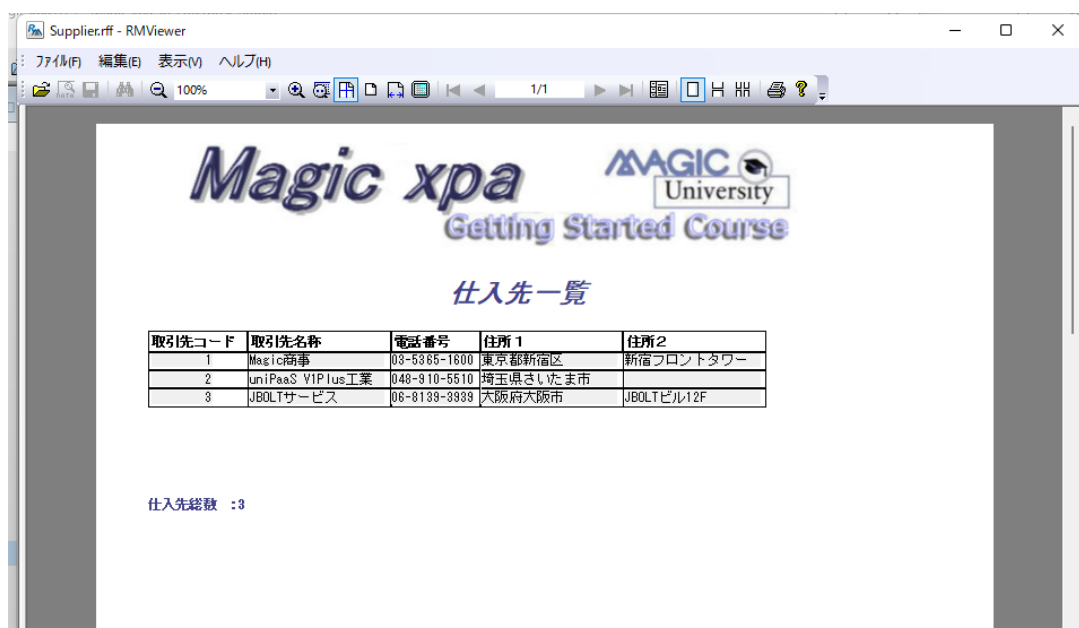 Supplier.rff - RMViewer
ファイル(F) 編集(E) 表示(V) ヘルプ(H)
100% 1/1
Magic xpa MAGIC
University
Getting Started Course
仕入先一覧
取引先コード 取引先名称 電話番号 住所1 住所2
1 Magic商事 03-5365-1600 東京都新宿区 新宿フロントタワー
2 uniPaaS V1Plus工業 048-910-5510 埼玉県さいたま市
3 JBOLTサービス 06-8139-3939 大阪府大阪市 JBOLTビル12F
仕入先総数 :3